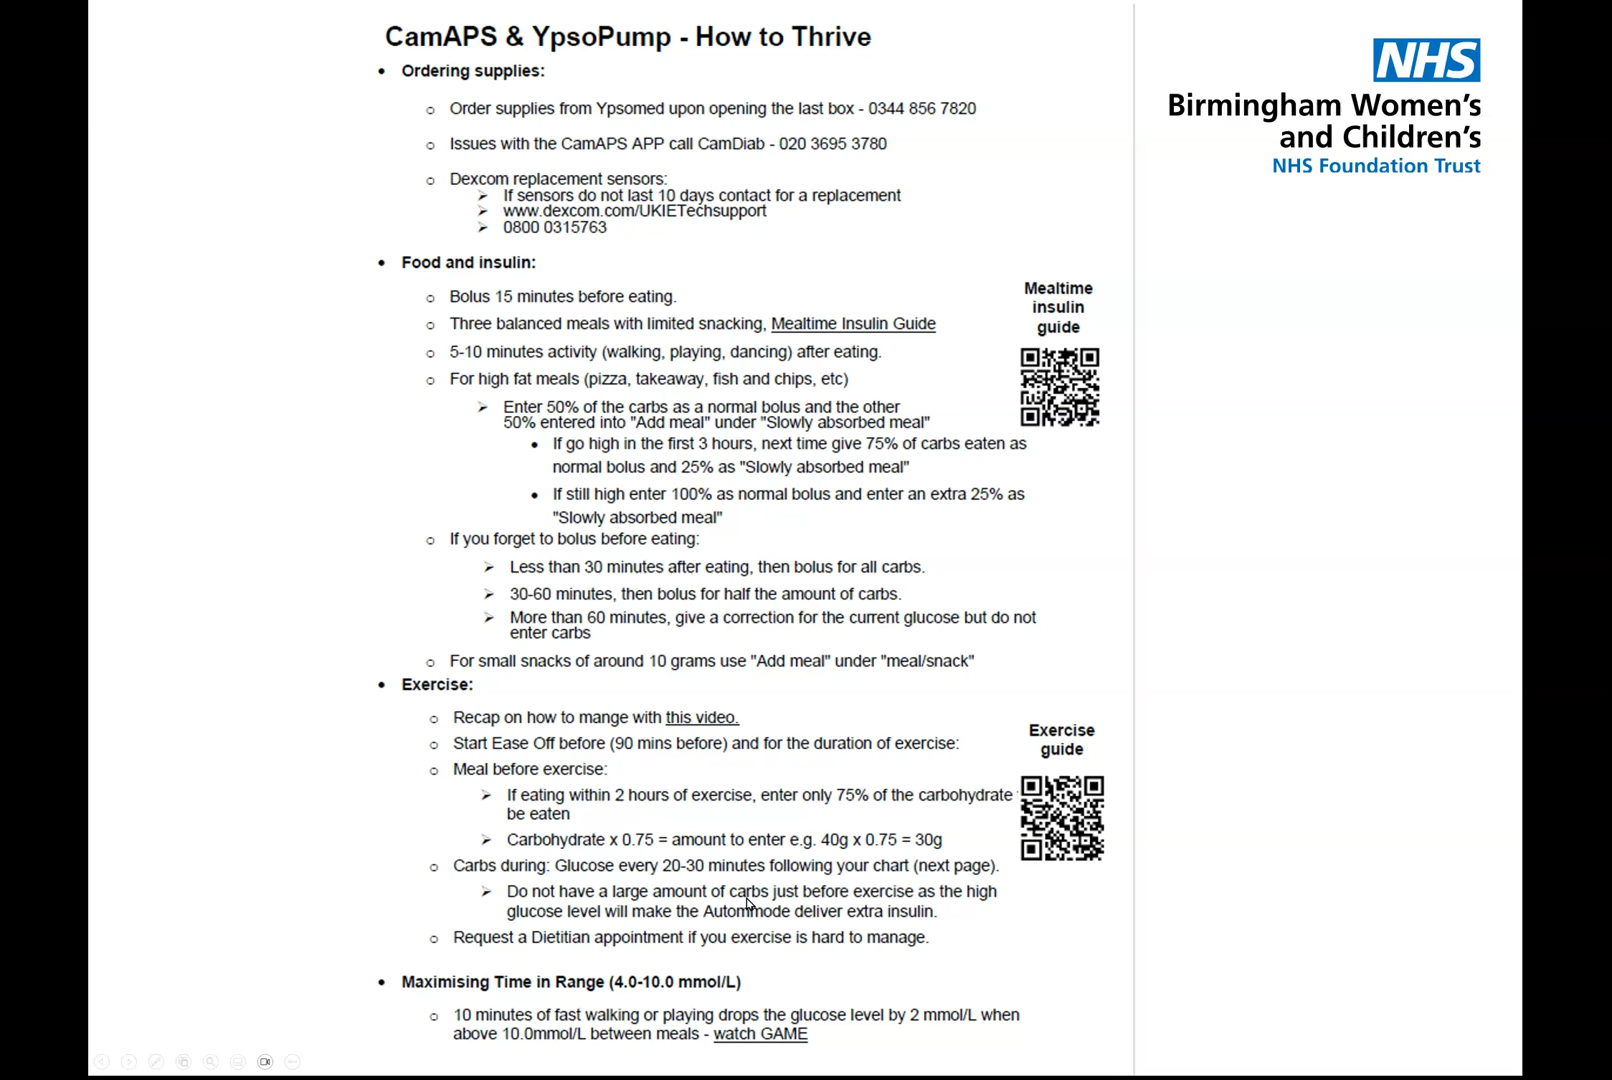 CamAPS & YpsoPump - How to Thrive
NHS
Birmingham Women's
and Children's
NHS Foundation Trust
• Ordering supplies:
o Order supplies from Ypsomed upon opening the last box - 0344 856 7820
o Issues with the CamAPS APP call CamDiab - 020 3695 3780
o Dexcom replacement sensors:
➢ If sensors do not last 10 days contact for a replacement
➢ www.dexcom.com/UKIETechsupport
➢ 0800 0315763
• Food and insulin:
o Bolus 15 minutes before eating.
o Three balanced meals with limited snacking, Mealtime Insulin Guide
o 5-10 minutes activity (walking, playing, dancing) after eating.
o For high fat meals (pizza, takeaway, fish and chips, etc)
➢ Enter 50% of the carbs as a normal bolus and the other
50% entered into "Add meal" under "Slowly absorbed meal"
• If go high in the first 3 hours, next time give 75% of carbs eaten as
normal bolus and 25% as "Slowly absorbed meal"
• If still high enter 100% as normal bolus and enter an extra 25% as
"Slowly absorbed meal"
Mealtime
insulin
guide
o If you forget to bolus before eating:
➢ Less than 30 minutes after eating, then bolus for all carbs.
➢ 30-60 minutes, then bolus for half the amount of carbs.
➢ More than 60 minutes, give a correction for the current glucose but do not
enter carbs
o For small snacks of around 10 grams use "Add meal" under "meal/snack"
• Exercise:
o Recap on how to mange with this video.
o Start Ease Off before (90 mins before) and for the duration of exercise:
o Meal before exercise:
➢ If eating within 2 hours of exercise, enter only 75% of the carbohydrate
be eaten
➢ Carbohydrate x 0.75 = amount to enter e.g. 40g x 0.75 = 30g
o Carbs during: Glucose every 20-30 minutes following your chart (next page).
➢ Do not have a large amount of carbs just before exercise as the high
glucose level will make the Autommode deliver extra insulin.
o Request a Dietitian appointment if you exercise is hard to manage.
Exercise
guide
• Maximising Time in Range (4.0-10.0 mmol/L)
o 10 minutes of fast walking or playing drops the glucose level by 2 mmol/L when
above 10.0mmol/L between meals - watch GAME